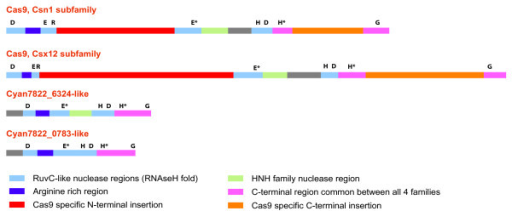 Cas9, Csn1 subfamily
D E R E* H D H* G
Cas9, Csx12 subfamily
D E R E* H D H* G
Cyan7822_6324-like
D E* H D H* G
Cyan7822_0783-like
D E* H D H* G
RuvC-like nuclease regions (RNAseH fold)
HNH family nuclease region
Arginine rich region
C-terminal region common between all 4 families
Cas9 specific N-terminal insertion
Cas9 specific C-terminal insertion